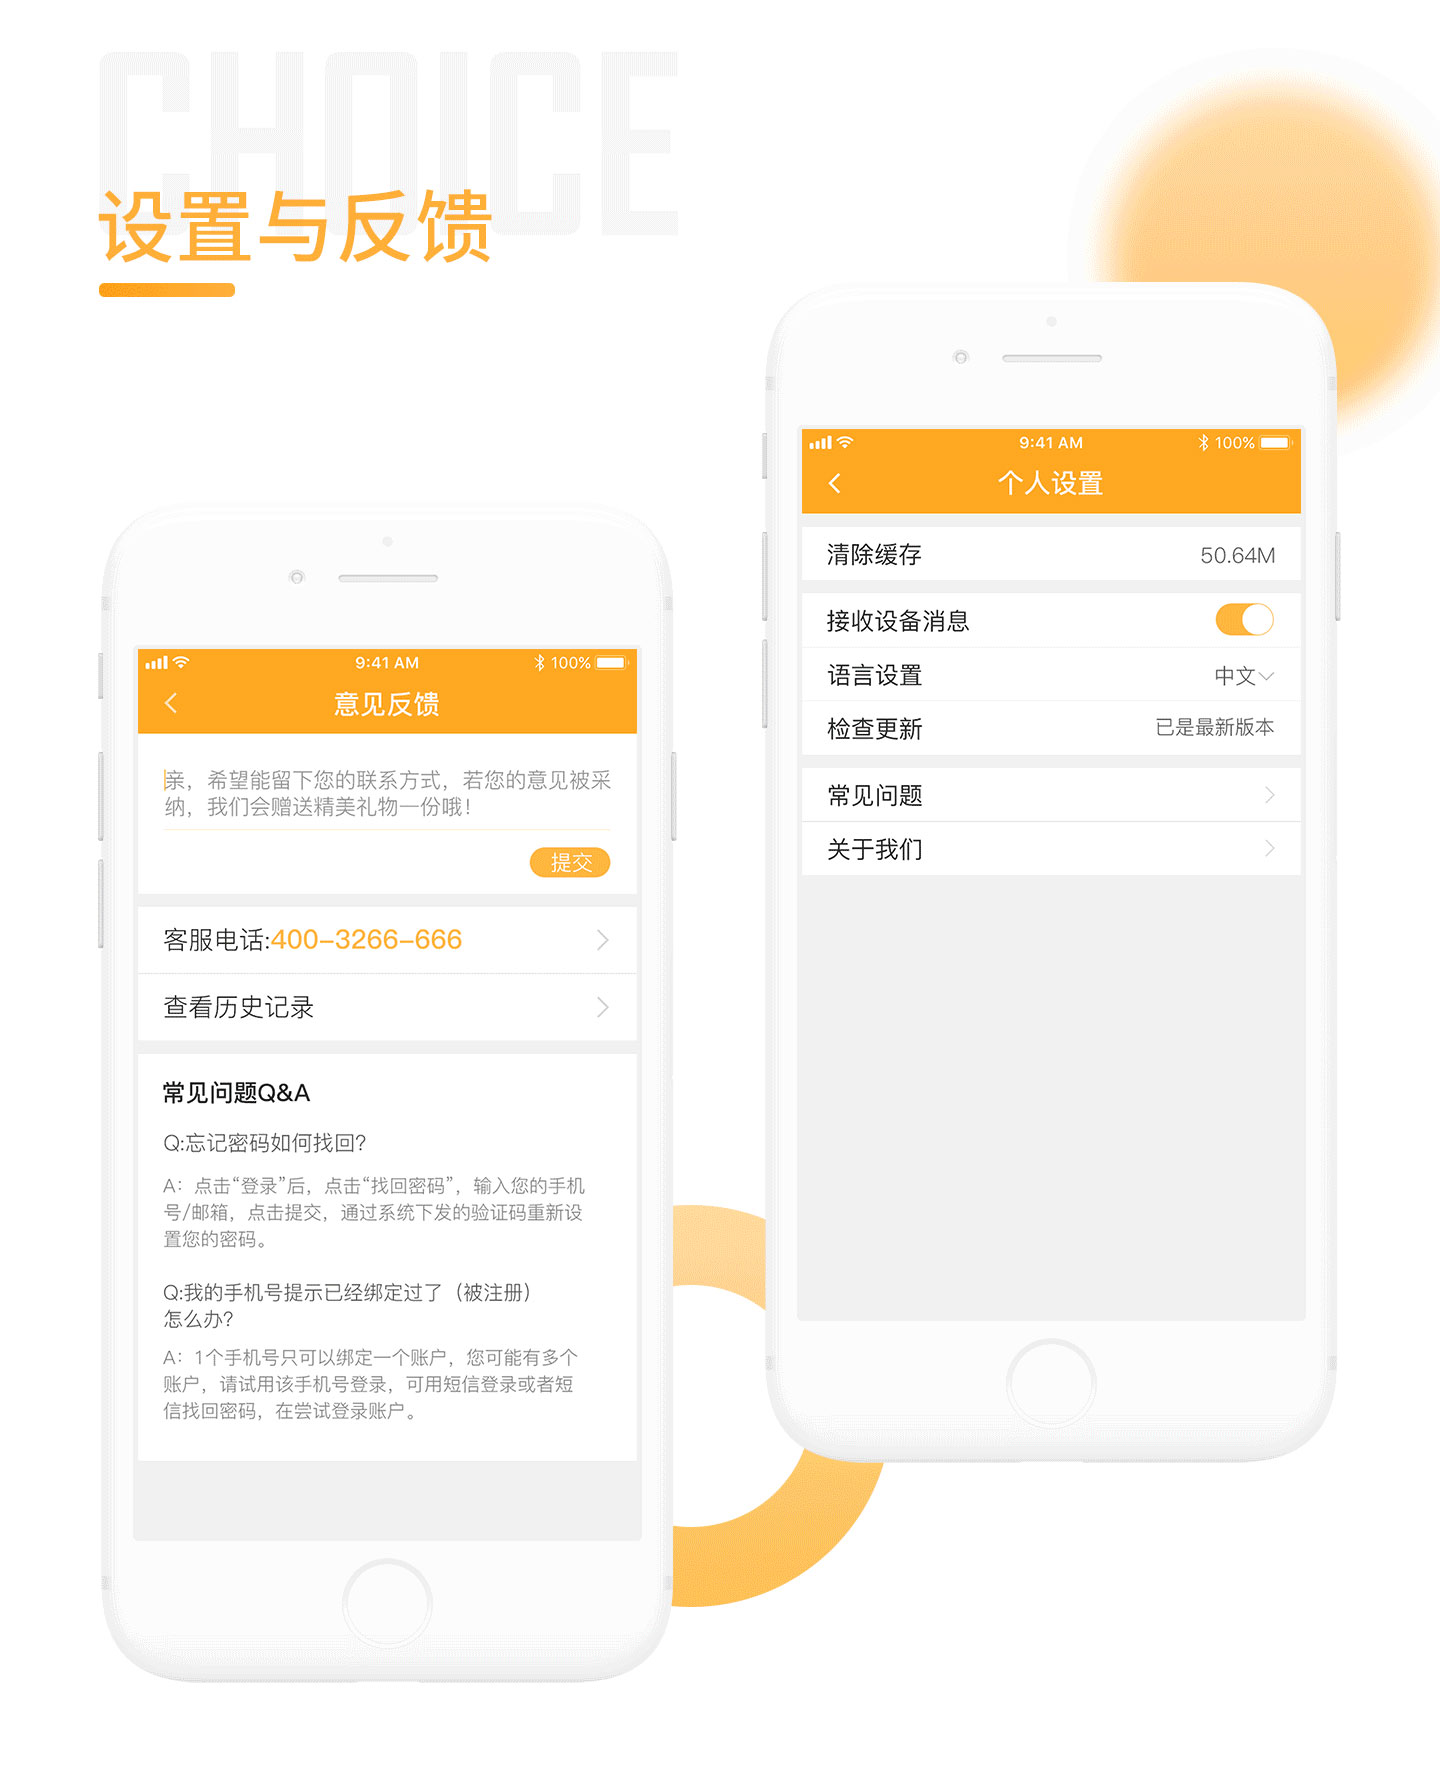 CHOICE
设置与反馈
9:41 AM
100%
意见反馈
亲，希望能留下您的联系方式，若您的意见被采
纳，我们会赠送精美礼物一份哦！
提交
客服电话:400-3266-666
查看历史记录
常见问题Q&A
Q:忘记密码如何找回？
A：点击“登录”后，点击“找回密码”，输入您的手机
号/邮箱，点击提交，通过系统下发的验证码重新设
置您的密码。
Q:我的手机号提示已经绑定过了（被注册）
怎么办？
A：1个手机号只可以绑定一个账户，您可能有多个
账户，请试用该手机号登录，可用短信登录或者短
信找回密码，在尝试登录账户。
9:41 AM
100%
个人设置
清除缓存 50.64M
接收设备消息
语言设置 中文
检查更新 已是最新版本
常见问题
关于我们